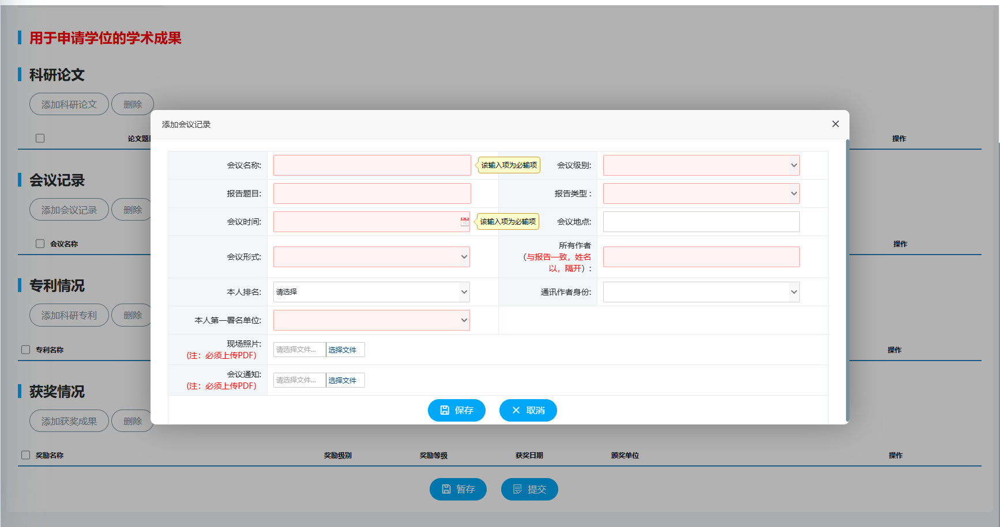 用于申请学位的学术成果
科研论文
添加科研论文 删除
操作
会议记录
添加会议记录 删除
会议名称 操作
专利情况
添加科研专利 删除
专利名称 操作
获奖情况
添加获奖成果 删除
奖励名称 奖励级别 奖励等级 获奖日期 颁奖单位 操作
暂存 提交
添加会议记录
会议名称: 该输入项为必输项 会议级别:
报告题目: 报告类型 :
会议时间: 该输入项为必输项 会议地点:
会议形式: 所有作者
（与报告一致，姓名
以，隔开）:
本人排名: 请选择 通讯作者身份:
本人第一署名单位:
现场照片:
(注：必须上传PDF) 请选择文件... 选择文件
会议通知:
(注：必须上传PDF) 请选择文件... 选择文件
保存 取消